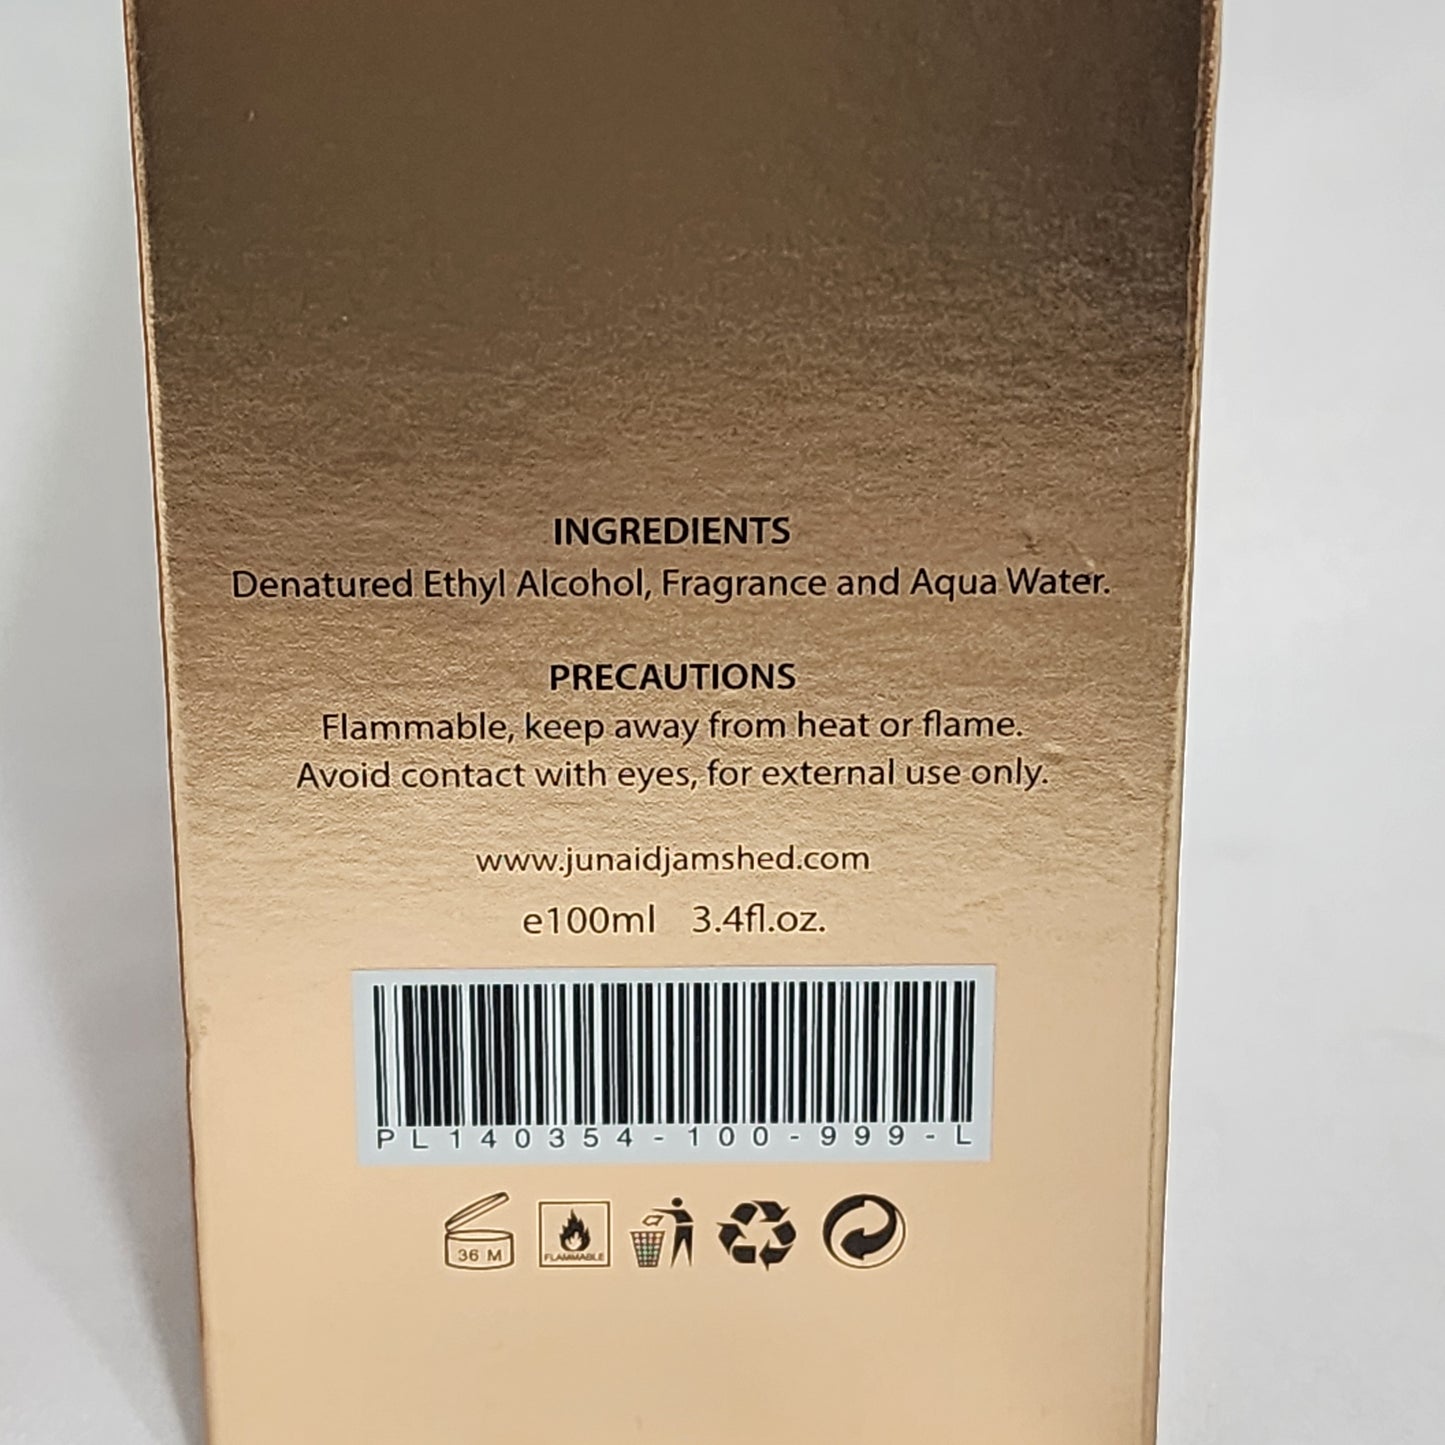 INGREDIENTS
Denatured Ethyl Alcohol, Fragrance and Aqua Water.
PRECAUTIONS
Flammable, keep away from heat or flame.
Avoid contact with eyes, for external use only.
www.junaidjamshed.com
e100ml 3.4fl.oz.
PL140354-100-999-L
36 M
FLAMMABLE